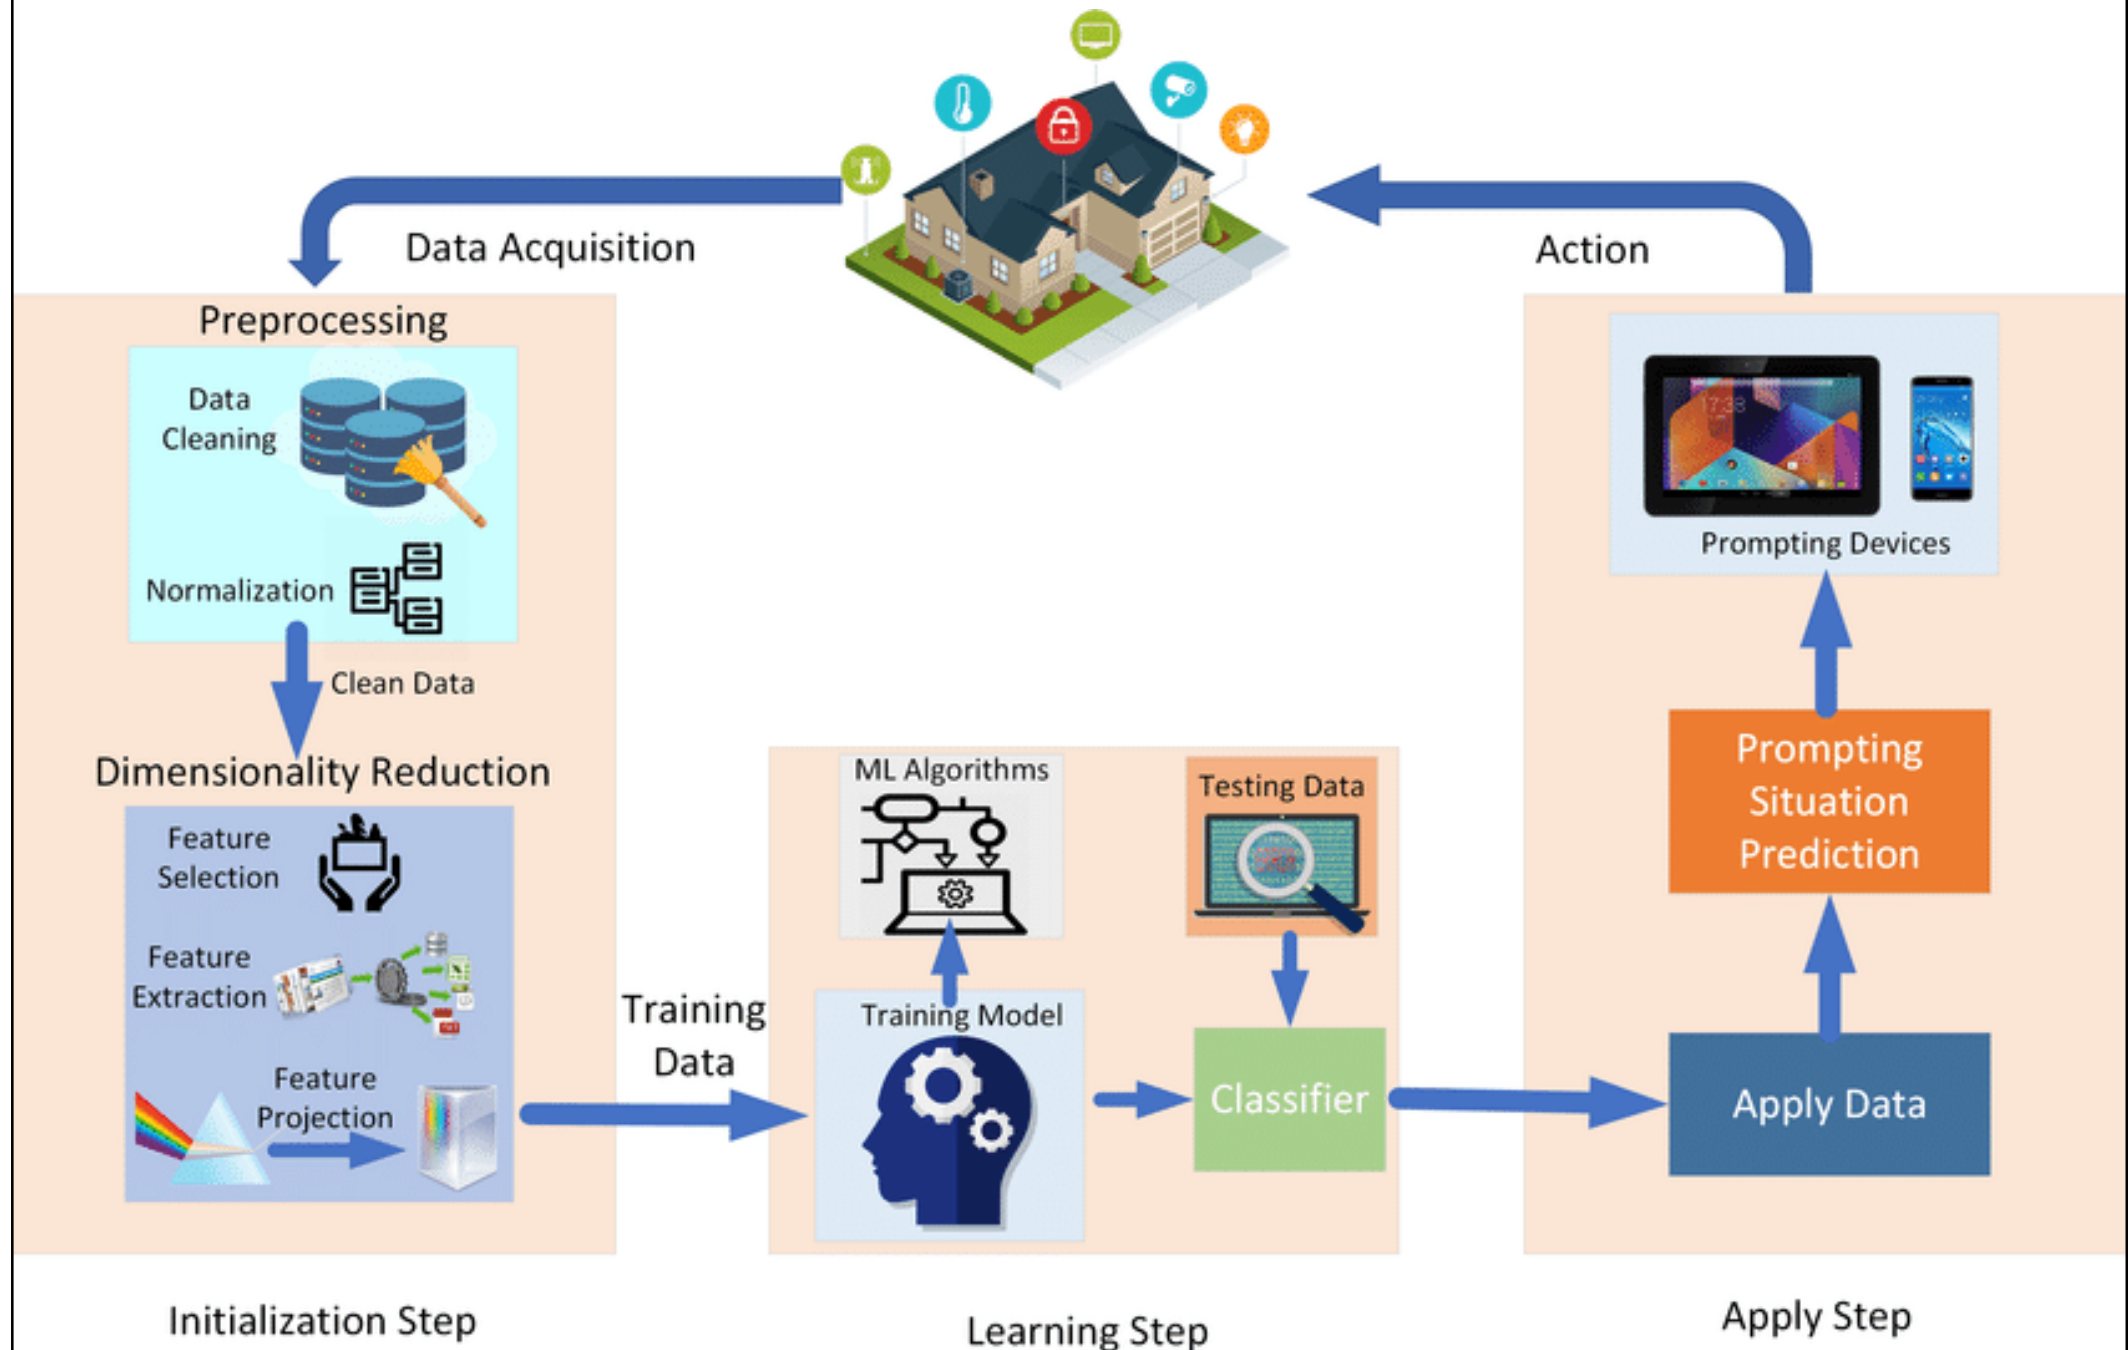 Data Acquisition
Action
Preprocessing
Data
Cleaning
Normalization
Clean Data
Dimensionality Reduction
Feature
Selection
Feature
Extraction
Feature
Projection
Initialization Step
Training
Data
ML Algorithms
Training Model
Testing Data
Classifier
Learning Step
17:38
Prompting Devices
Prompting
Situation
Prediction
Apply Data
Apply Step